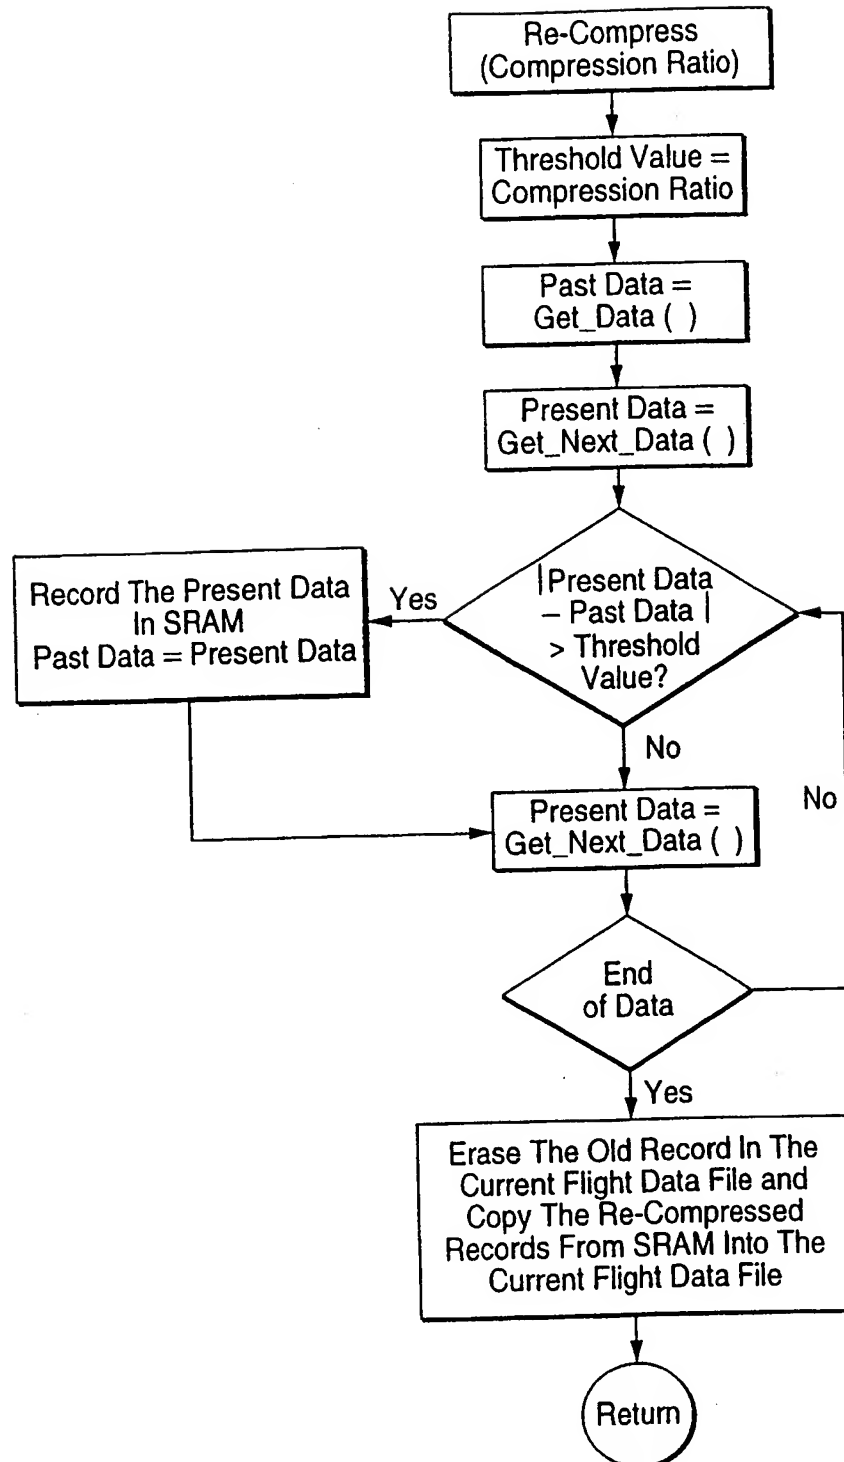 Re-Compress
(Compression Ratio)
Threshold Value =
Compression Ratio
Past Data =
Get_Data ( )
Present Data =
Get_Next_Data ( )
|Present Data
– Past Data |
> Threshold
Value?
Yes
Record The Present Data
In SRAM
Past Data = Present Data
No
No
Present Data =
Get_Next_Data ( )
End
of Data
Yes
Erase The Old Record In The
Current Flight Data File and
Copy The Re-Compressed
Records From SRAM Into The
Current Flight Data File
Return